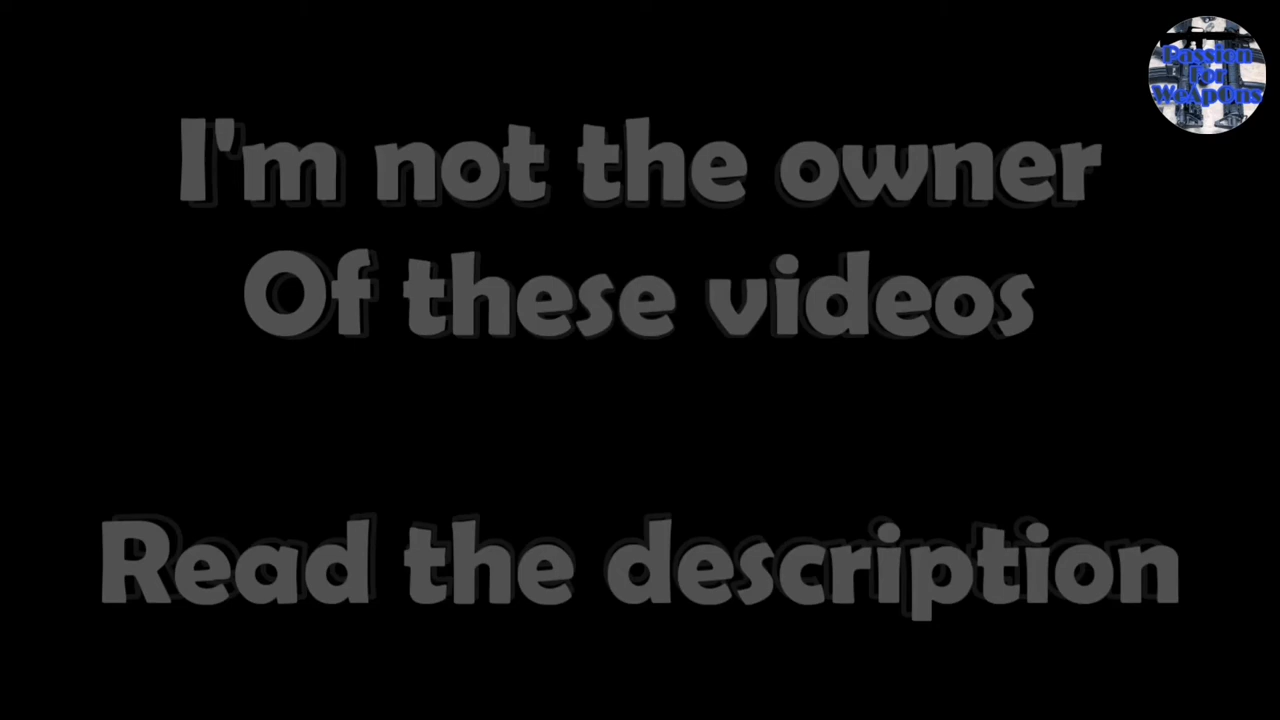 Passion
For
WeApOns
I'm not the owner
Of these videos
Read the description